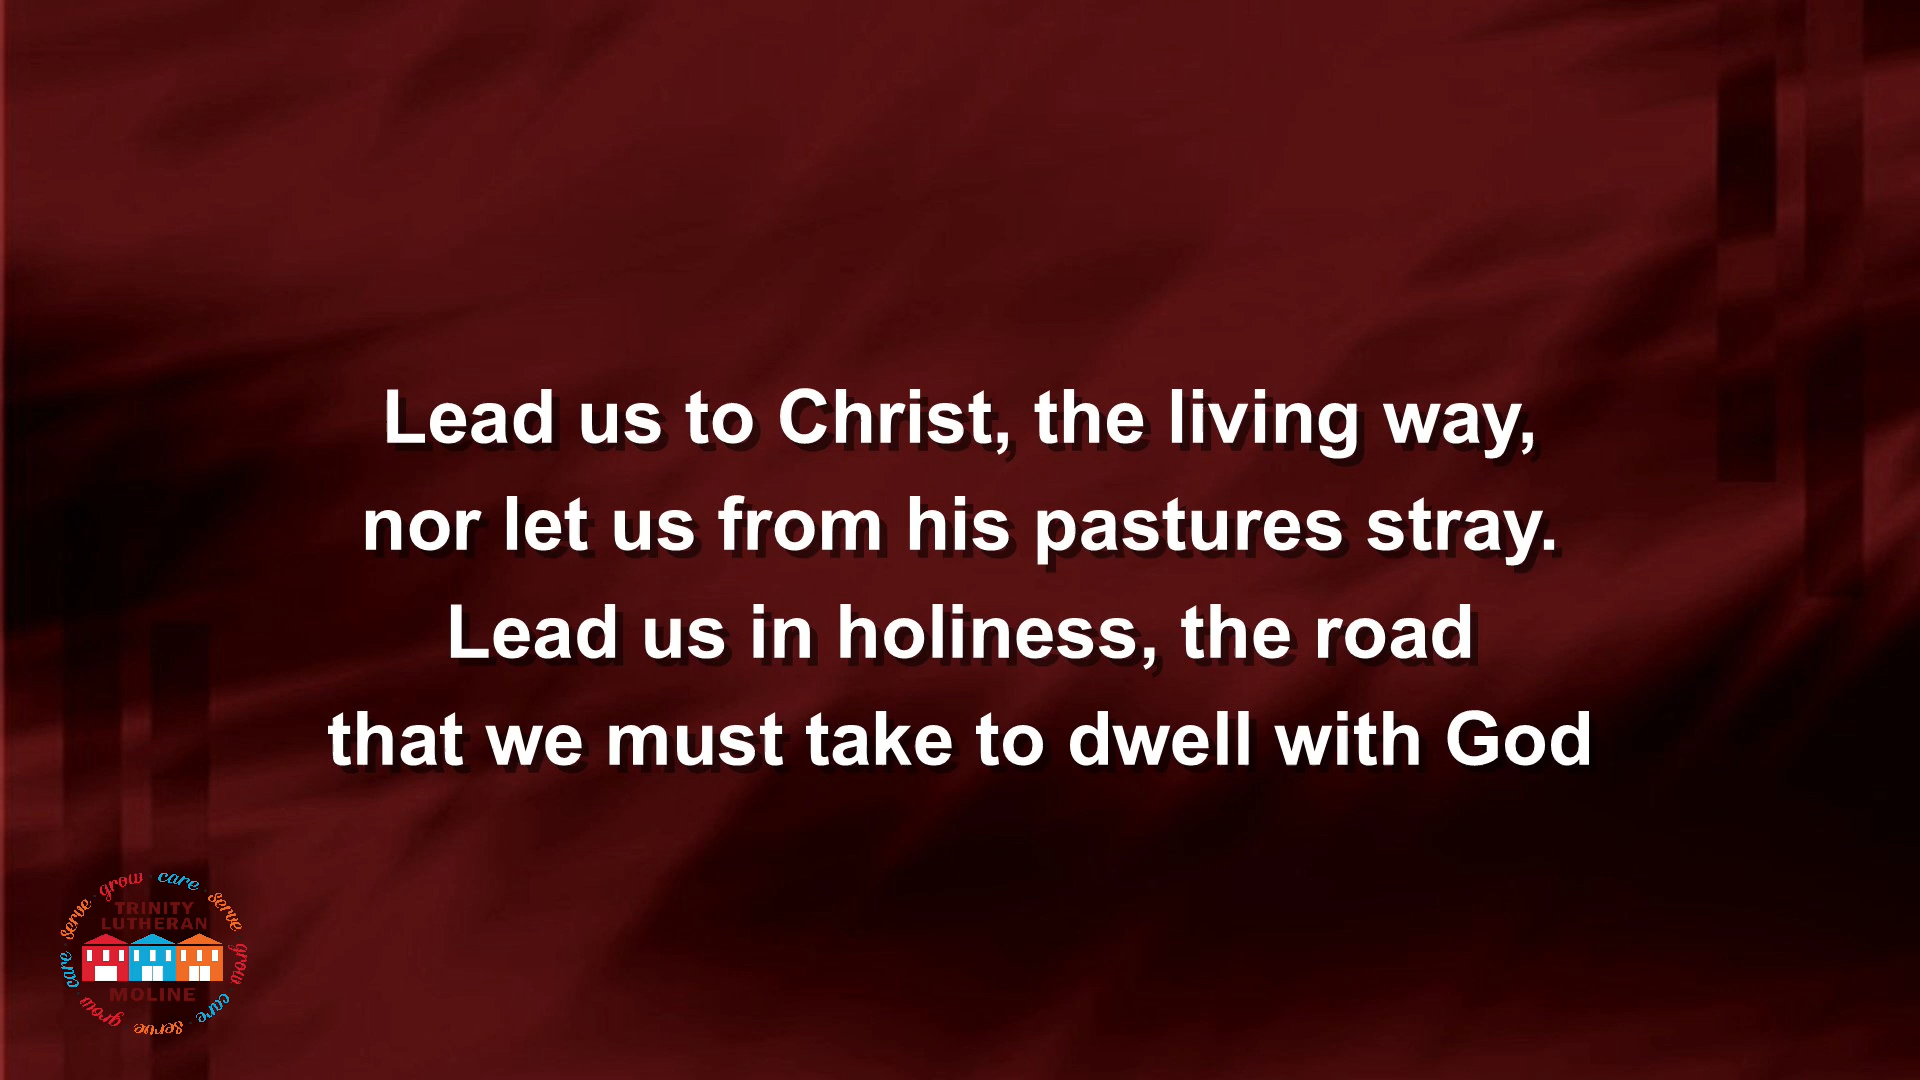 Lead us to Christ, the living way,
nor let us from his pastures stray.
Lead us in holiness, the road
that we must take to dwell with God
grow care serve grow care serve grow care serve
TRINITY
LUTHERAN
MOLINE